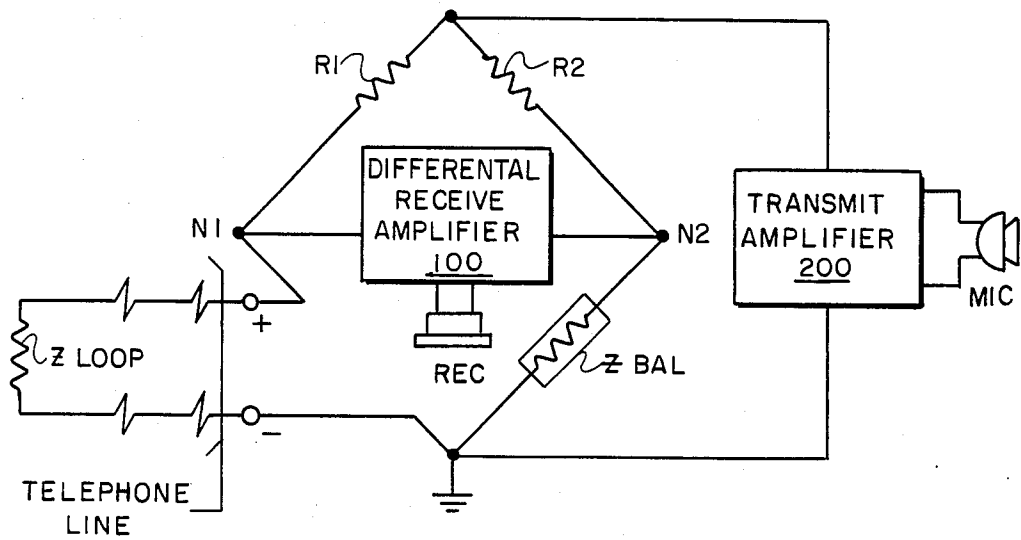 R1
R2
DIFFERENTAL
RECEIVE
AMPLIFIER
100
N1
N2
TRANSMIT
AMPLIFIER
200
MIC
+
Z LOOP
REC
Z BAL
-
TELEPHONE
LINE